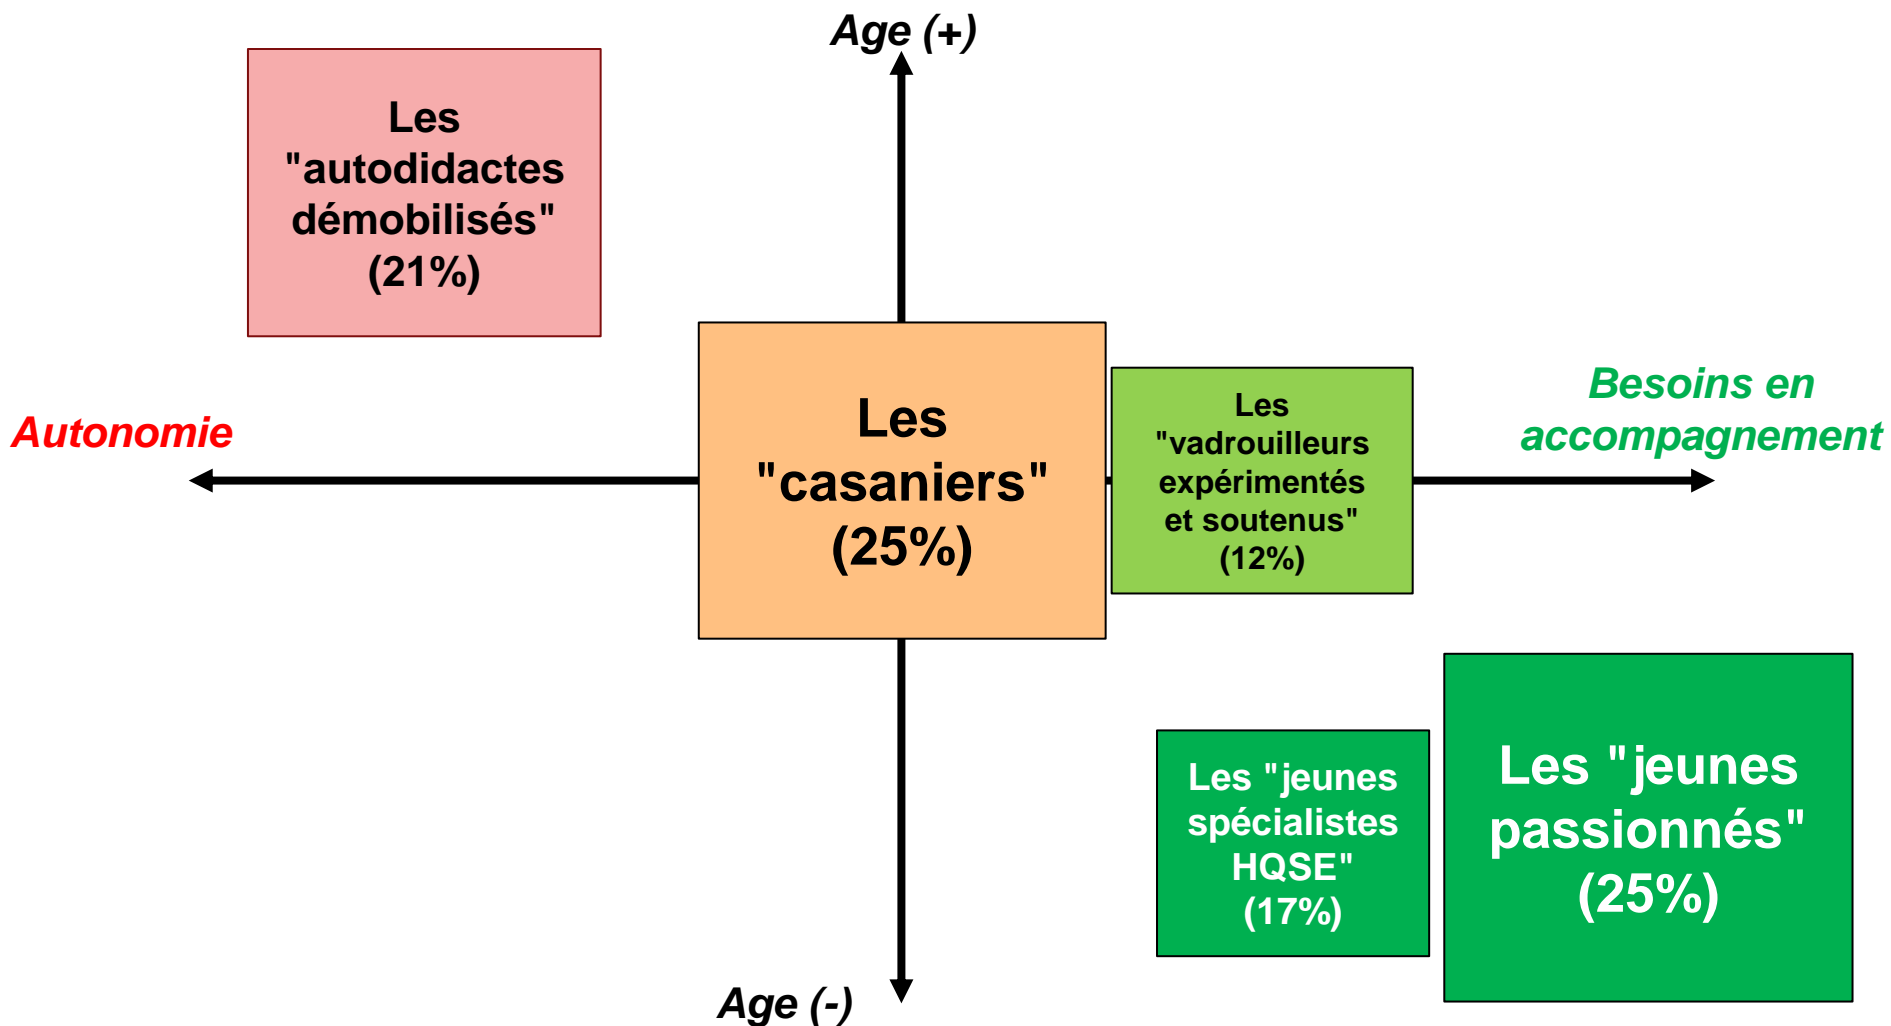 Age (+)
Les
"autodidactes
démobilisés"
(21%)
Autonomie
Les
"casaniers"
(25%)
Les
"vadrouilleurs
expérimentés
et soutenus"
(12%)
Besoins en
accompagnement
Les "jeunes
spécialistes
HQSE"
(17%)
Les "jeunes
passionnés"
(25%)
Age (-)